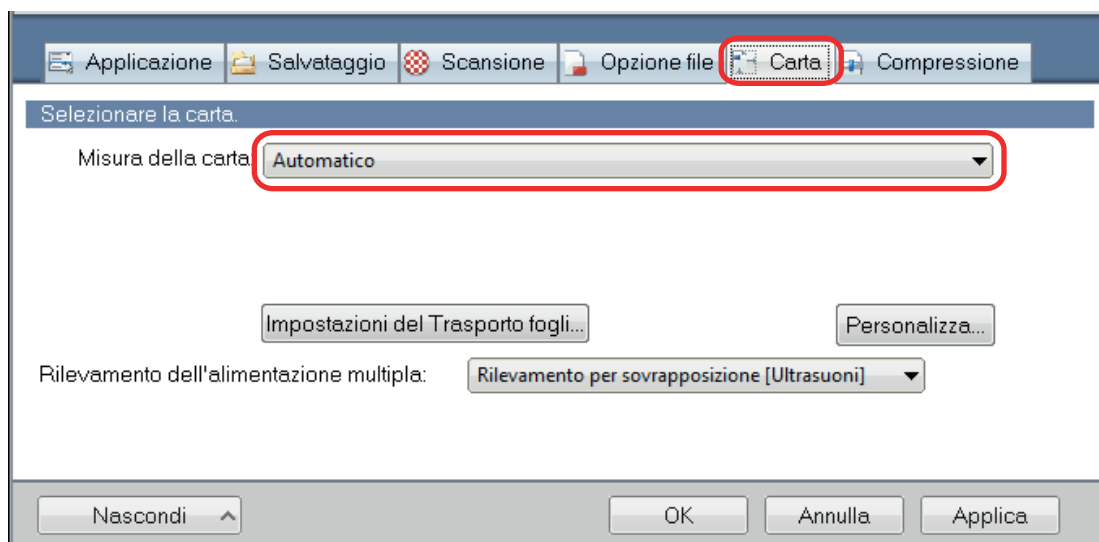 Applicazione Salvataggio Scansione Opzione file Carta Compressione
Selezionare la carta.
Misura della carta: Automatico
Impostazioni del Trasporto fogli... Personalizza...
Rilevamento dell'alimentazione multipla: Rilevamento per sovrapposizione [Ultrasuoni]
Nascondi OK Annulla Applica